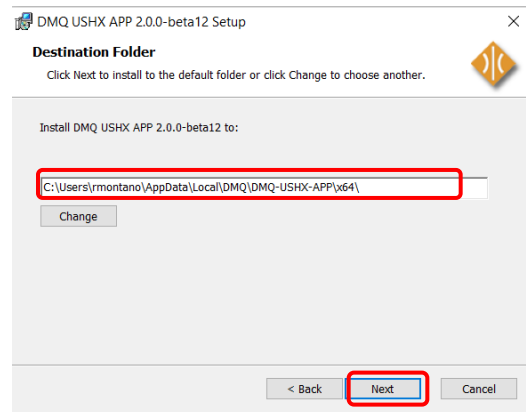 DMQ USHX APP 2.0.0-beta12 Setup
Destination Folder
Click Next to install to the default folder or click Change to choose another.
Install DMQ USHX APP 2.0.0-beta12 to:
C:\Users\rmontano\AppData\Local\DMQ\DMQ-USHX-APP\x64\
Change
< Back Next Cancel